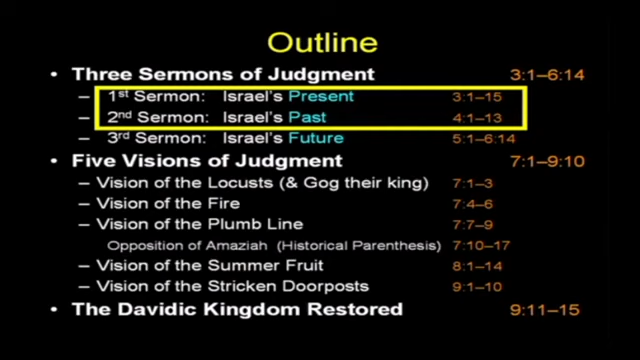 Outline
• Three Sermons of Judgment 3:1–6:14
– 1st Sermon: Israel's Present 3:1–15
– 2nd Sermon: Israel's Past 4:1–13
– 3rd Sermon: Israel's Future 5:1–6:14
• Five Visions of Judgment 7:1–9:10
– Vision of the Locusts (& Gog their king) 7:1–3
– Vision of the Fire 7:4–6
– Vision of the Plumb Line 7:7–9
Opposition of Amaziah (Historical Parenthesis) 7:10–17
– Vision of the Summer Fruit 8:1–14
– Vision of the Stricken Doorposts 9:1–10
• The Davidic Kingdom Restored 9:11–15